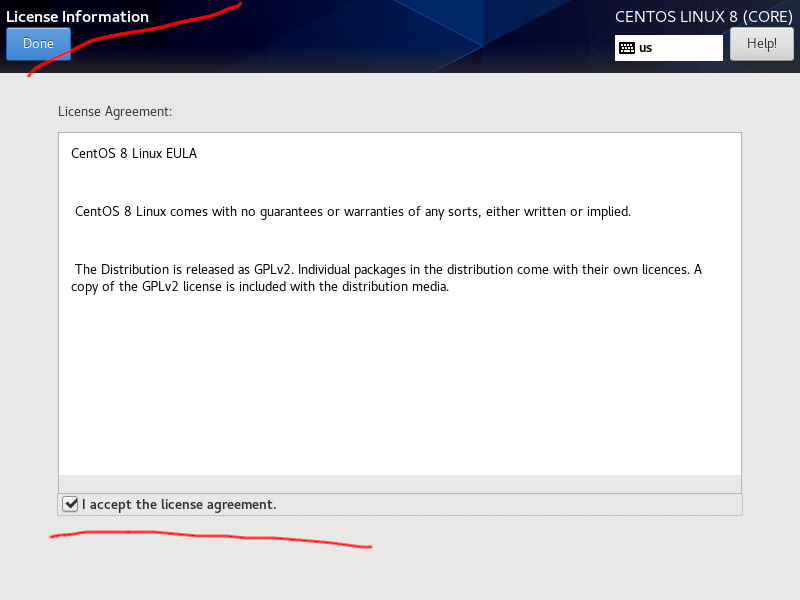 License Information
CENTOS LINUX 8 (CORE)
Done
us
Help!
License Agreement:
CentOS 8 Linux EULA
CentOS 8 Linux comes with no guarantees or warranties of any sorts, either written or implied.
The Distribution is released as GPLv2. Individual packages in the distribution come with their own licences. A
copy of the GPLv2 license is included with the distribution media.
I accept the license agreement.